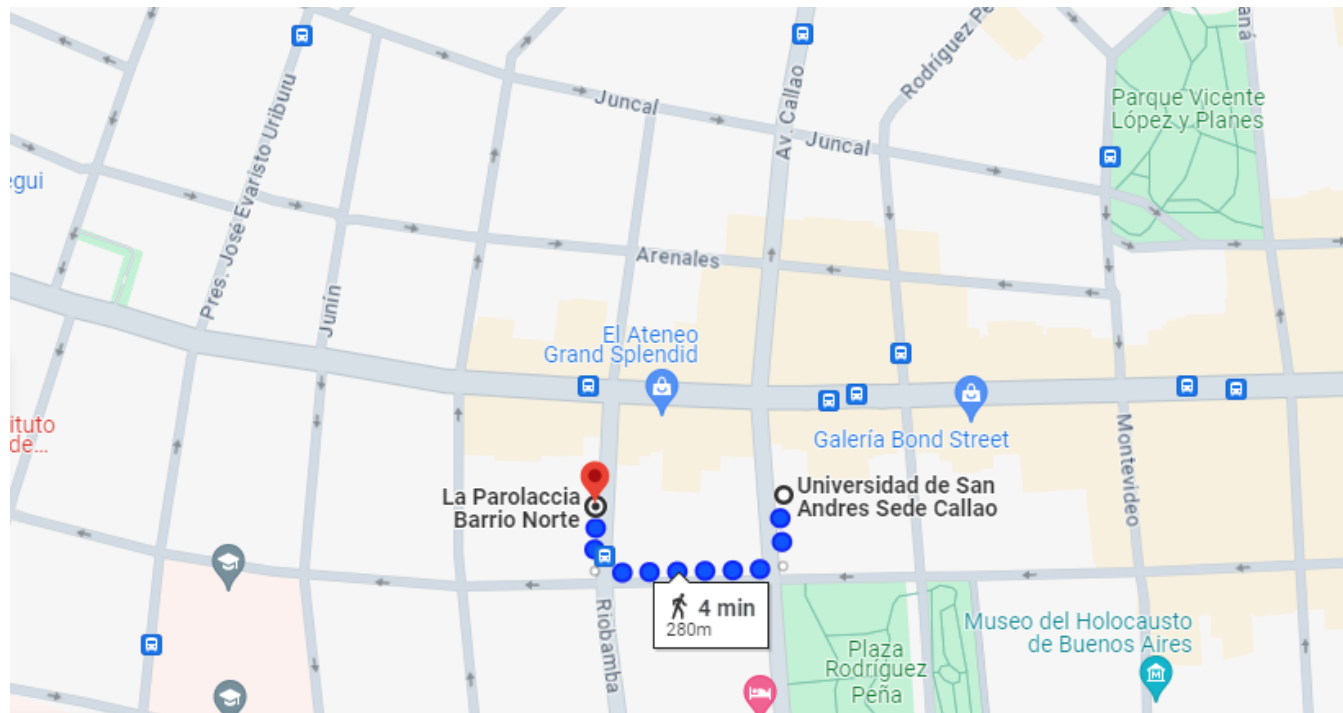 Juncal
Av. Callao
Juncal
Parque Vicente
López y Planes
egui
Pres. José Evaristo Uriburu
Junín
Arenales
El Ateneo
Grand Splendid
Galería Bond Street
ituto
de...
La Parolaccia
Barrio Norte
Universidad de San
Andres Sede Callao
Montevideo
4 min
280m
Riobamba
Plaza
Rodríguez
Peña
Museo del Holocausto
de Buenos Aires
M